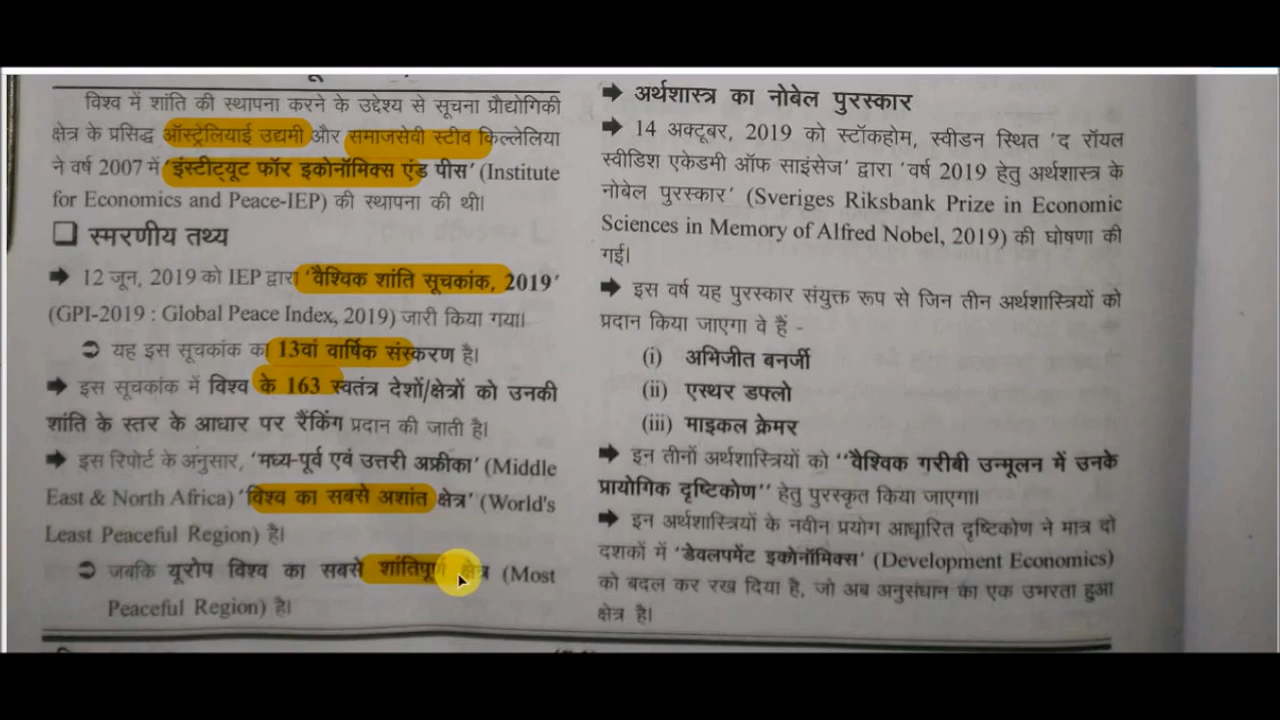 विश्व में शांति की स्थापना करने के उद्देश्य से सूचना प्रौद्योगिकी
क्षेत्र के प्रसिद्ध ऑस्ट्रेलियाई उद्यमी और समाजसेवी स्टीव किल्लेलिया
ने वर्ष 2007 में 'इंस्टीट्यूट फॉर इकोनॉमिक्स एंड पीस' (Institute
for Economics and Peace-IEP) की स्थापना की थी।
❑ स्मरणीय तथ्य
➡ 12 जून, 2019 को IEP द्वारा 'वैश्विक शांति सूचकांक, 2019'
(GPI-2019 : Global Peace Index, 2019) जारी किया गया।
➲ यह इस सूचकांक का 13वां वार्षिक संस्करण है।
➡ इस सूचकांक में विश्व के 163 स्वतंत्र देशों/क्षेत्रों को उनकी
शांति के स्तर के आधार पर रैंकिंग प्रदान की जाती है।
➡ इस रिपोर्ट के अनुसार, 'मध्य-पूर्व एवं उत्तरी अफ्रीका' (Middle
East & North Africa) 'विश्व का सबसे अशांत क्षेत्र' (World's
Least Peaceful Region) है।
➲ जबकि यूरोप विश्व का सबसे शांतिपूर्ण क्षेत्र (Most
Peaceful Region) है।
➡ अर्थशास्त्र का नोबेल पुरस्कार
➡ 14 अक्टूबर, 2019 को स्टॉकहोम, स्वीडन स्थित 'द रॉयल
स्वीडिश एकेडमी ऑफ साइंसेज' द्वारा 'वर्ष 2019 हेतु अर्थशास्त्र के
नोबेल पुरस्कार' (Sveriges Riksbank Prize in Economic
Sciences in Memory of Alfred Nobel, 2019) की घोषणा की
गई।
➡ इस वर्ष यह पुरस्कार संयुक्त रूप से जिन तीन अर्थशास्त्रियों को
प्रदान किया जाएगा वे हैं -
(i) अभिजीत बनर्जी
(ii) एस्थर डफ्लो
(iii) माइकल क्रेमर
➡ इन तीनों अर्थशास्त्रियों को "वैश्विक गरीबी उन्मूलन में उनके
प्रायोगिक दृष्टिकोण" हेतु पुरस्कृत किया जाएगा।
➡ इन अर्थशास्त्रियों के नवीन प्रयोग आधारित दृष्टिकोण ने मात्र दो
दशकों में 'डेवलपमेंट इकोनॉमिक्स' (Development Economics)
को बदल कर रख दिया है, जो अब अनुसंधान का एक उभरता हुआ
क्षेत्र है।